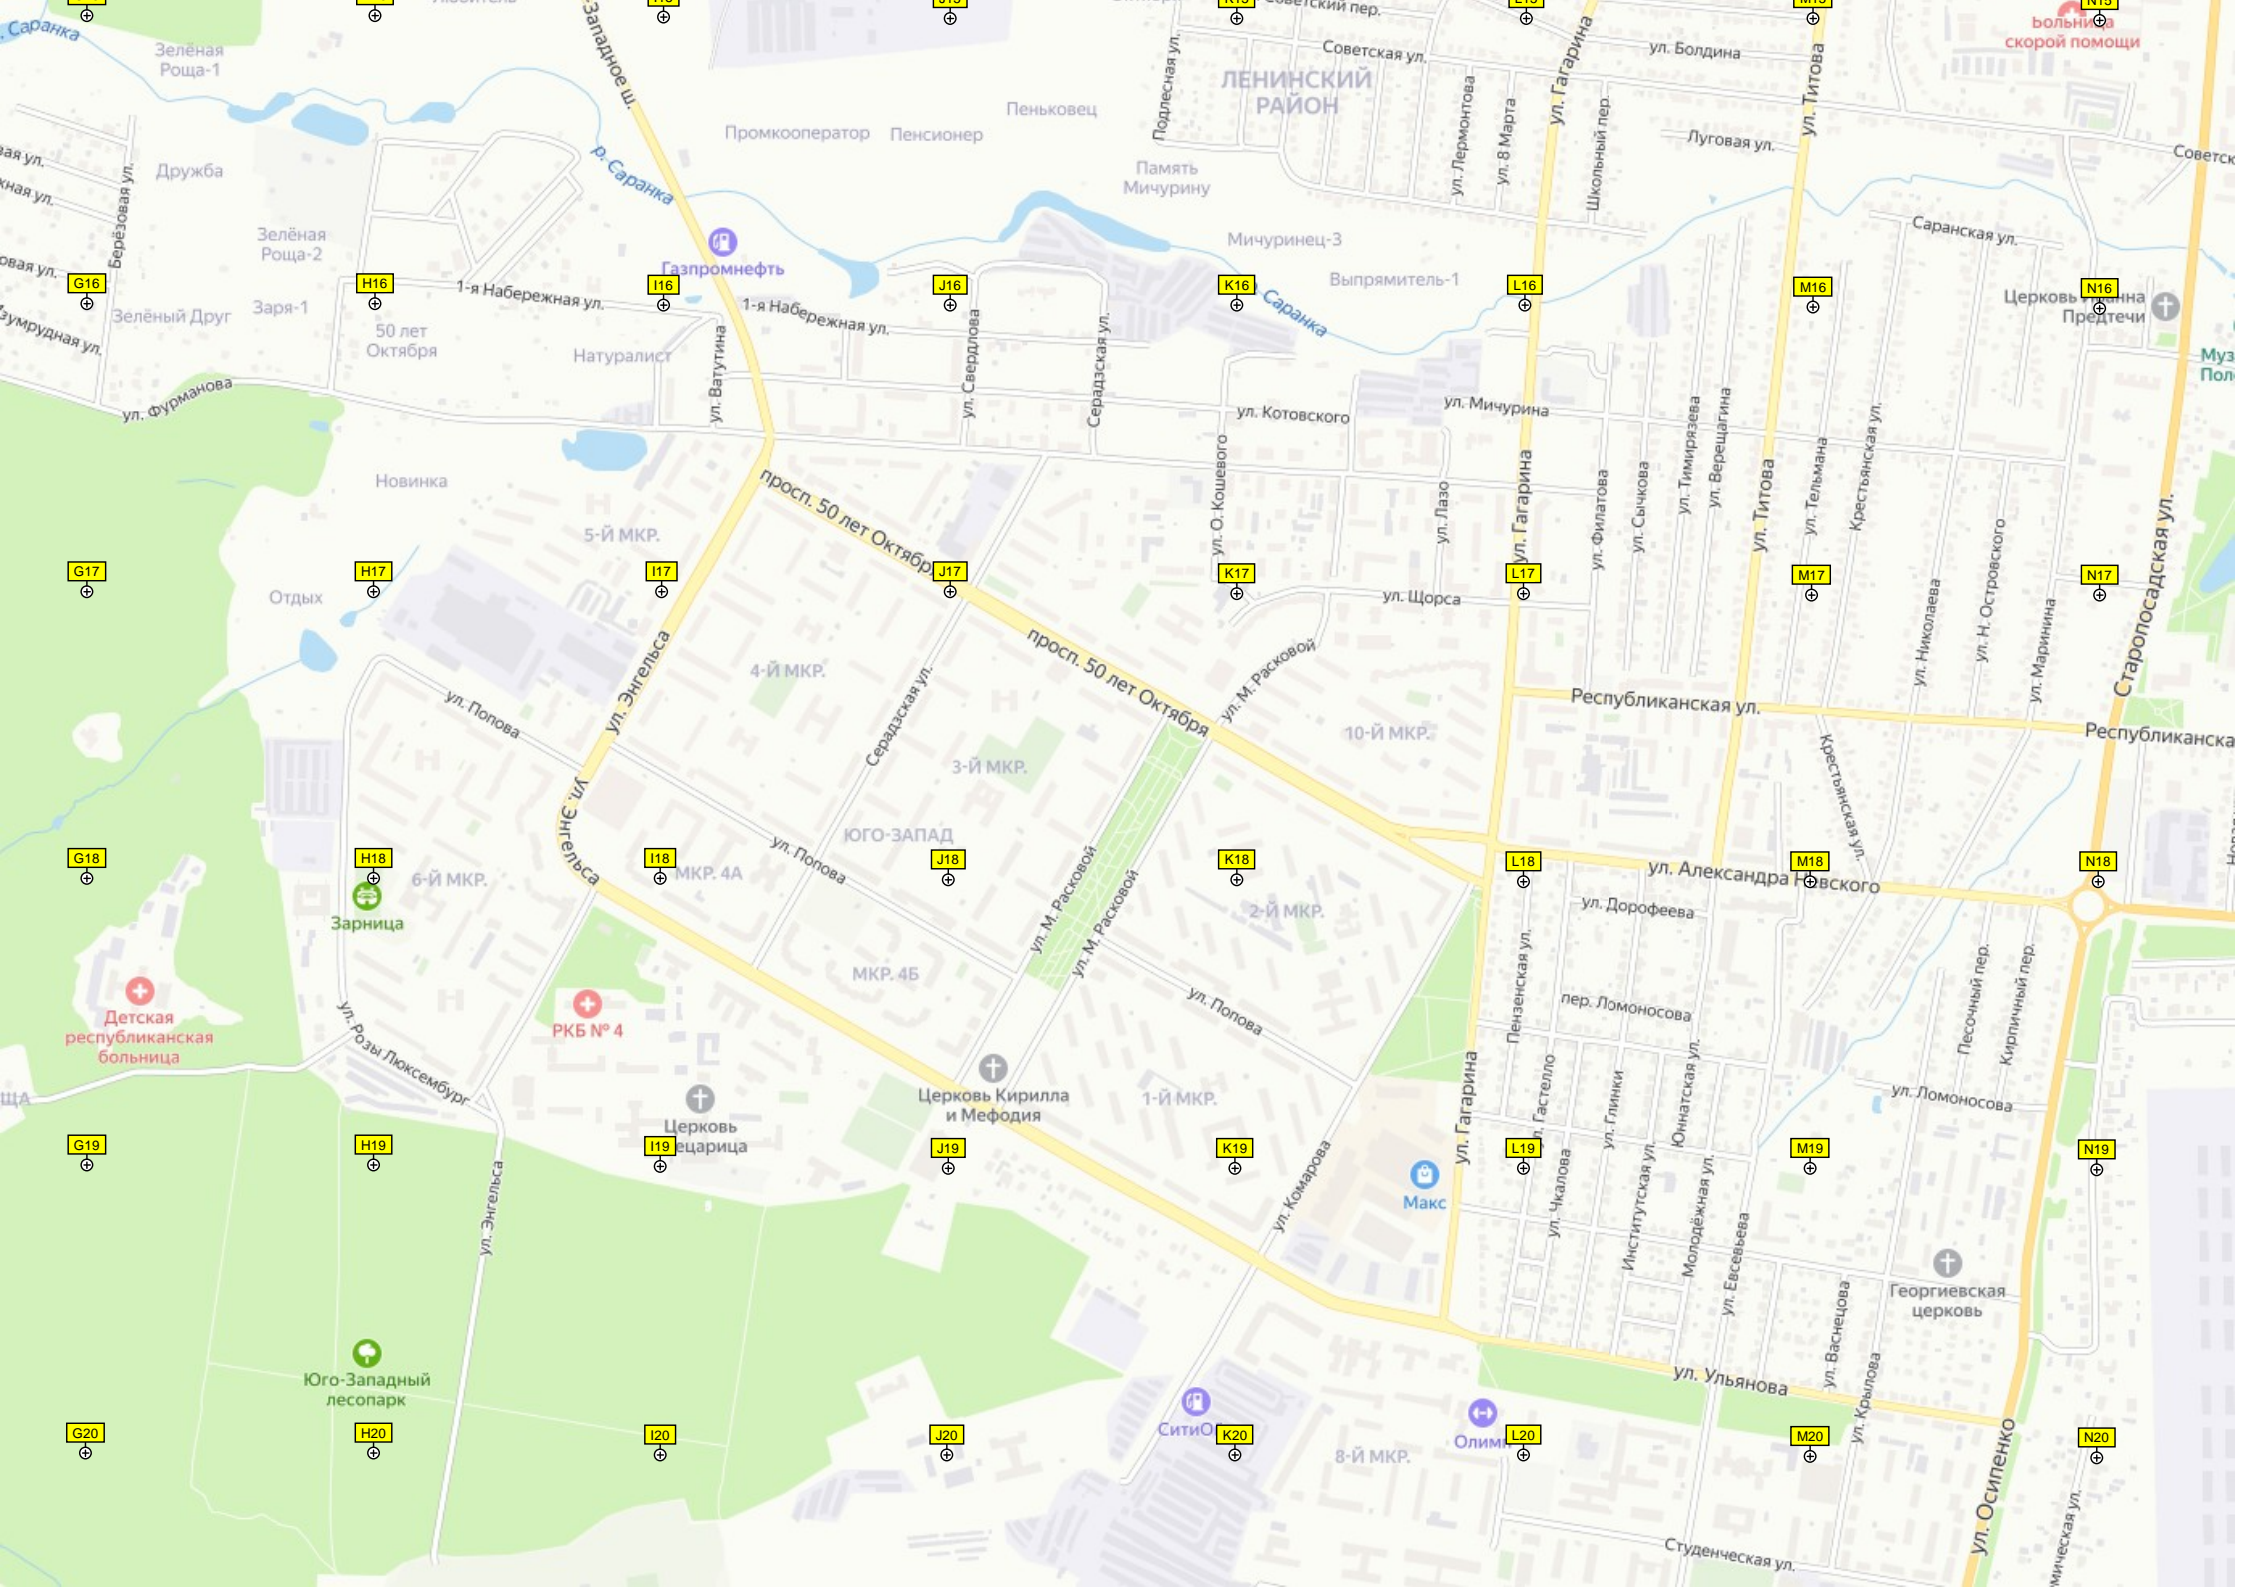 р. Саранка
Зелёная
Роща-1
Западное ш.
Советский пер.
Советская ул.
ул. Болдина
Больница
скорой помощи
ЛЕНИНСКИЙ
РАЙОН
Подлесная ул.
ул. Гагарина
ул. Титова
Пеньковец
Промкооператор
Пенсионер
ул. Лермонтова
ул. 8 Марта
Школьный пер.
Луговая ул.
Дружба
р. Саранка
Память
Мичурину
Берёзовая ул.
Зелёная
Роща-2
Газпромнефть
Мичуринец-3
Выпрямитель-1
Саранская ул.
G16
H16
I16
J16
K16
L16
M16
N16
1-я Набережная ул.
1-я Набережная ул.
Саранка
Церковь Иоанна
Предтечи
Зелёный Друг
Заря-1
50 лет
Октября
Натуралист
ул. Ватутина
ул. Свердлова
Серадзская ул.
ул. Фурманова
ул. Котовского
ул. Мичурина
ул. Тимирязева
ул. Верещагина
Крестьянская ул.
ул. Тельмана
Новинка
просп. 50 лет Октября
ул. О. Кошевого
ул. Лазо
ул. Гагарина
ул. Филатова
ул. Сычкова
ул. Титова
Старопосадская ул.
5-Й МКР.
G17
H17
I17
J17
K17
L17
M17
N17
Отдых
ул. Щорса
ул. Николаева
ул. Н. Островского
ул. Маринина
ул. Энгельса
4-Й МКР.
Серадзская ул.
просп. 50 лет Октября
ул. М. Расковой
Республиканская ул.
ул. Попова
10-Й МКР.
3-Й МКР.
Крестьянская ул.
ул. Энгельса
ЮГО-ЗАПАД
ул. Попова
G18
H18
I18
J18
K18
L18
M18
N18
6-Й МКР.
МКР. 4А
ул. Александра Невского
Зарница
ул. М. Расковой
ул. М. Расковой
2-Й МКР.
ул. Дорофеева
МКР. 4Б
Пензенская ул.
Песочный пер.
Кирпичный пер.
Детская
республиканская
больница
РКБ № 4
ул. Попова
пер. Ломоносова
ул. Розы Люксембург
Церковь Кирилла
и Мефодия
1-Й МКР.
ул. Гагарина
ул. Гастелло
ул. Глинки
Юннатская ул.
ул. Ломоносова
Церковь
G19
H19
I19
J19
K19
L19
M19
N19
ул. Энгельса
ул. Комарова
Макс
ул. Чкалова
Институтская ул.
Молодёжная ул.
ул. Евсевьева
Георгиевская
церковь
ул. Васнецова
Юго-Западный
лесопарк
ул. Ульянова
ул. Крылова
G20
H20
I20
J20
K20
L20
M20
N20
8-Й МКР.
ул. Осипенко
Студенческая ул.